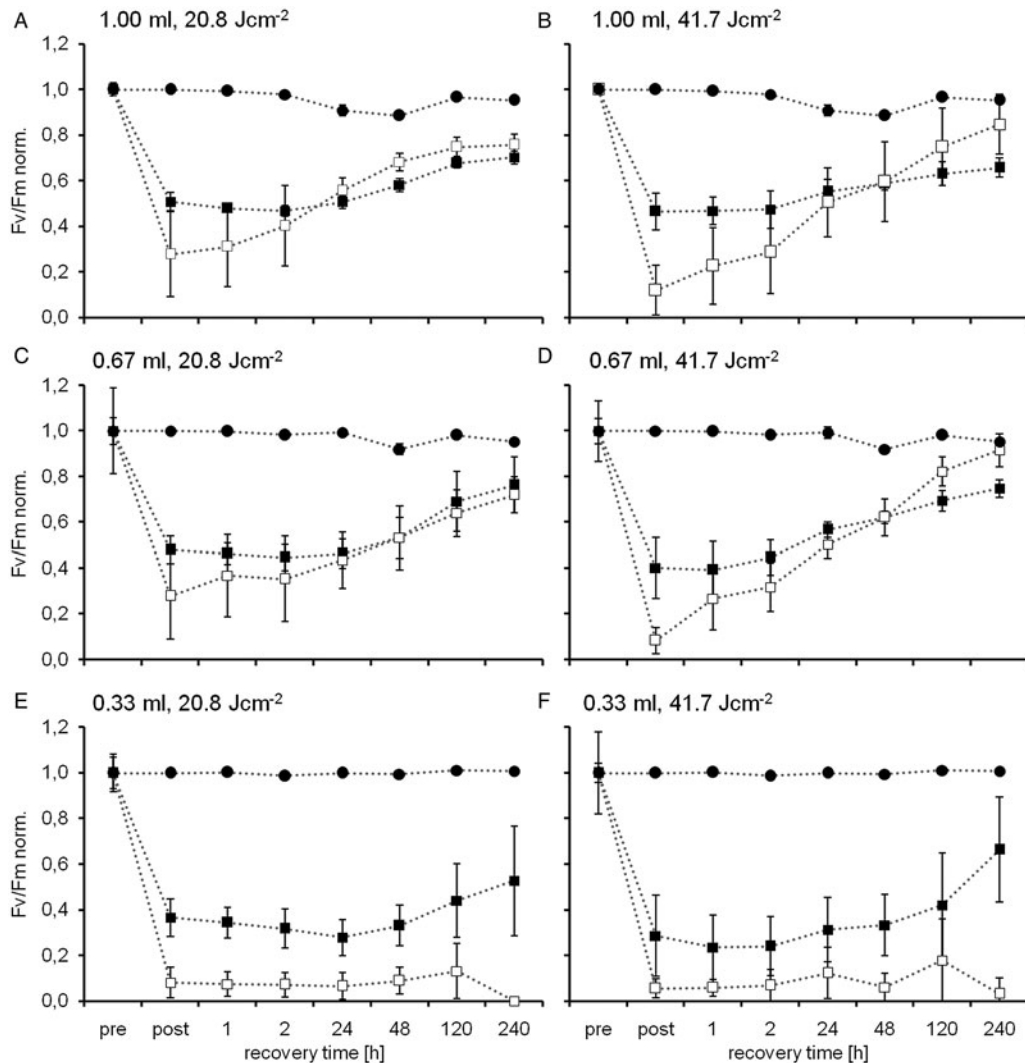 A 1.00 ml, 20.8 Jcm-2
B 1.00 ml, 41.7 Jcm-2
1,2
1,0
0,8
0,6
0,4
0,2
0,0
Fv/Fm norm.
C 0.67 ml, 20.8 Jcm-2
D 0.67 ml, 41.7 Jcm-2
1,2
1,0
0,8
0,6
0,4
0,2
0,0
Fv/Fm norm.
E 0.33 ml, 20.8 Jcm-2
F 0.33 ml, 41.7 Jcm-2
1,2
1,0
0,8
0,6
0,4
0,2
0,0
Fv/Fm norm.
pre post 1 2 24 48 120 240
pre post 1 2 24 48 120 240
recovery time [h]
recovery time [h]